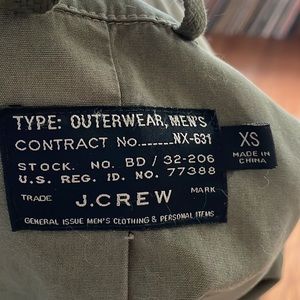 TYPE: OUTERWEAR, MEN'S
CONTRACT No.......NX-631
STOCK. NO. BD / 32-206
U.S. REG. ID. NO. 77388
TRADE J.CREW MARK
GENERAL ISSUE MEN'S CLOTHING & PERSONAL ITEMS
XS
MADE IN
CHINA